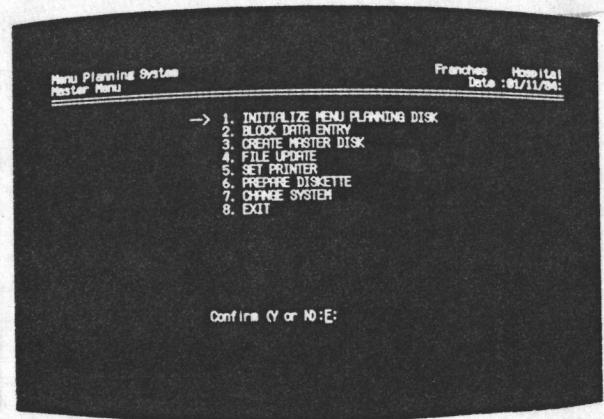 Menu Planning System Franches Hospital
Master Menu Date :01/11/84:
—> 1. INITIALIZE MENU PLANNING DISK
2. BLOCK DATA ENTRY
3. CREATE MASTER DISK
4. FILE UPDATE
5. SET PRINTER
6. PREPARE DISKETTE
7. CHANGE SYSTEM
8. EXIT
Confirm (Y or N):E: